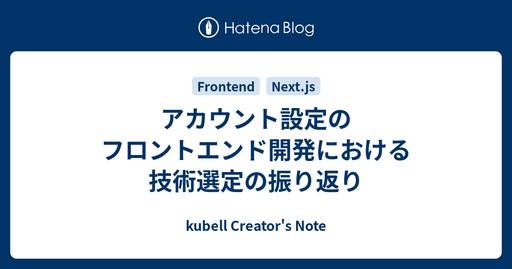 Hatena Blog
Frontend Next.js
アカウント設定の
フロントエンド開発における
技術選定の振り返り
kubell Creator's Note